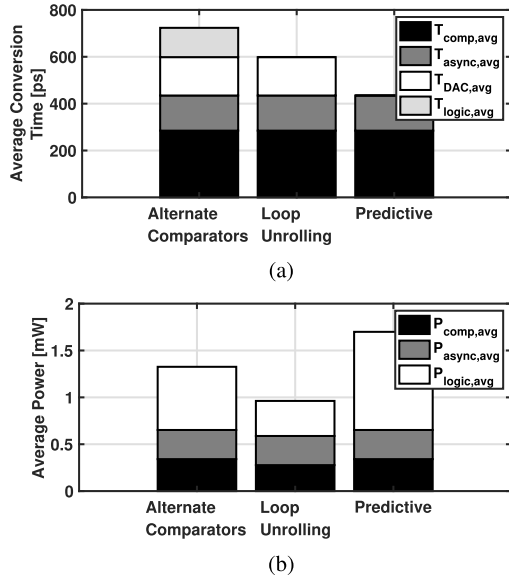 Average Conversion
Time [ps]
800
600
400
200
0
T_comp,avg
T_async,avg
T_DAC,avg
T_logic,avg
Alternate
Comparators
Loop
Unrolling
Predictive
(a)
Average Power [mW]
2
1.5
1
0.5
0
P_comp,avg
P_async,avg
P_logic,avg
Alternate
Comparators
Loop
Unrolling
Predictive
(b)